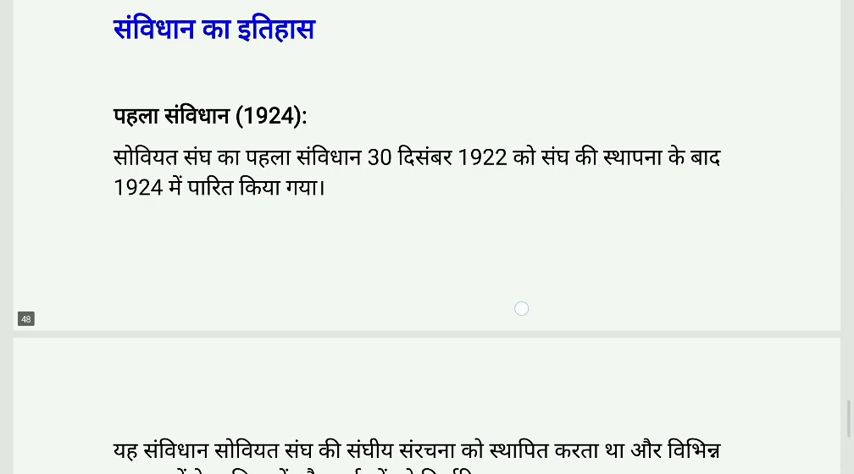 संविधान का इतिहास
पहला संविधान (1924):
सोवियत संघ का पहला संविधान 30 दिसंबर 1922 को संघ की स्थापना के बाद
1924 में पारित किया गया।
48
यह संविधान सोवियत संघ की संघीय संरचना को स्थापित करता था और विभिन्न